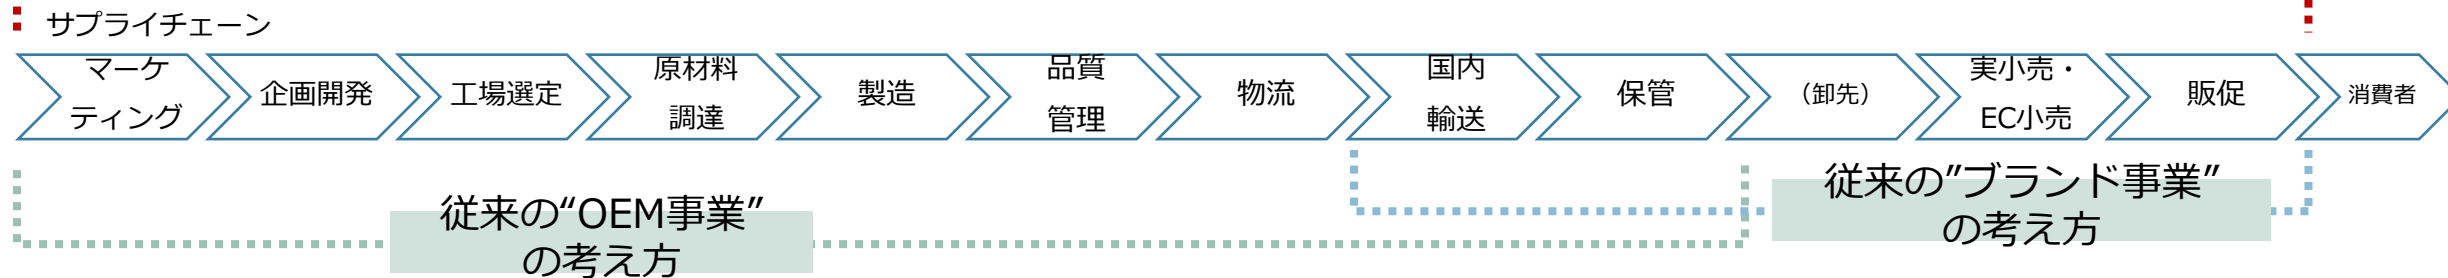 サプライチェーン
マーケ
ティング
企画開発
工場選定
原材料
調達
製造
品質
管理
物流
国内
輸送
保管
（卸先）
実小売・
EC小売
販促
消費者
従来の“OEM事業”
の考え方
従来の”ブランド事業”
の考え方